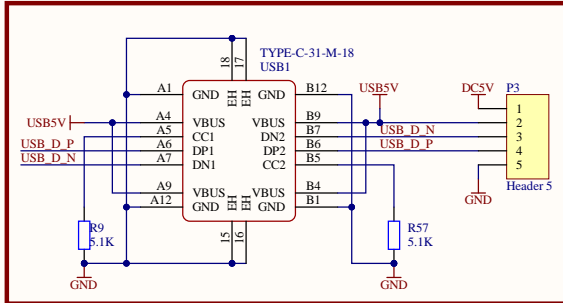 TYPE-C-31-M-18
USB1
18
17
A1
GND
EH
EH
GND
B12
USB5V
DC5V
P3
USB5V
A4
VBUS
VBUS
B9
1
A5
CC1
DN2
B7
USB_D_N
2
USB_D_P
A6
DP1
DP2
B6
USB_D_P
3
USB_D_N
A7
DN1
CC2
B5
4
5
A9
VBUS
VBUS
B4
A12
GND
EH
EH
GND
B1
GND
Header 5
15
16
R9
5.1K
R57
5.1K
GND
GND